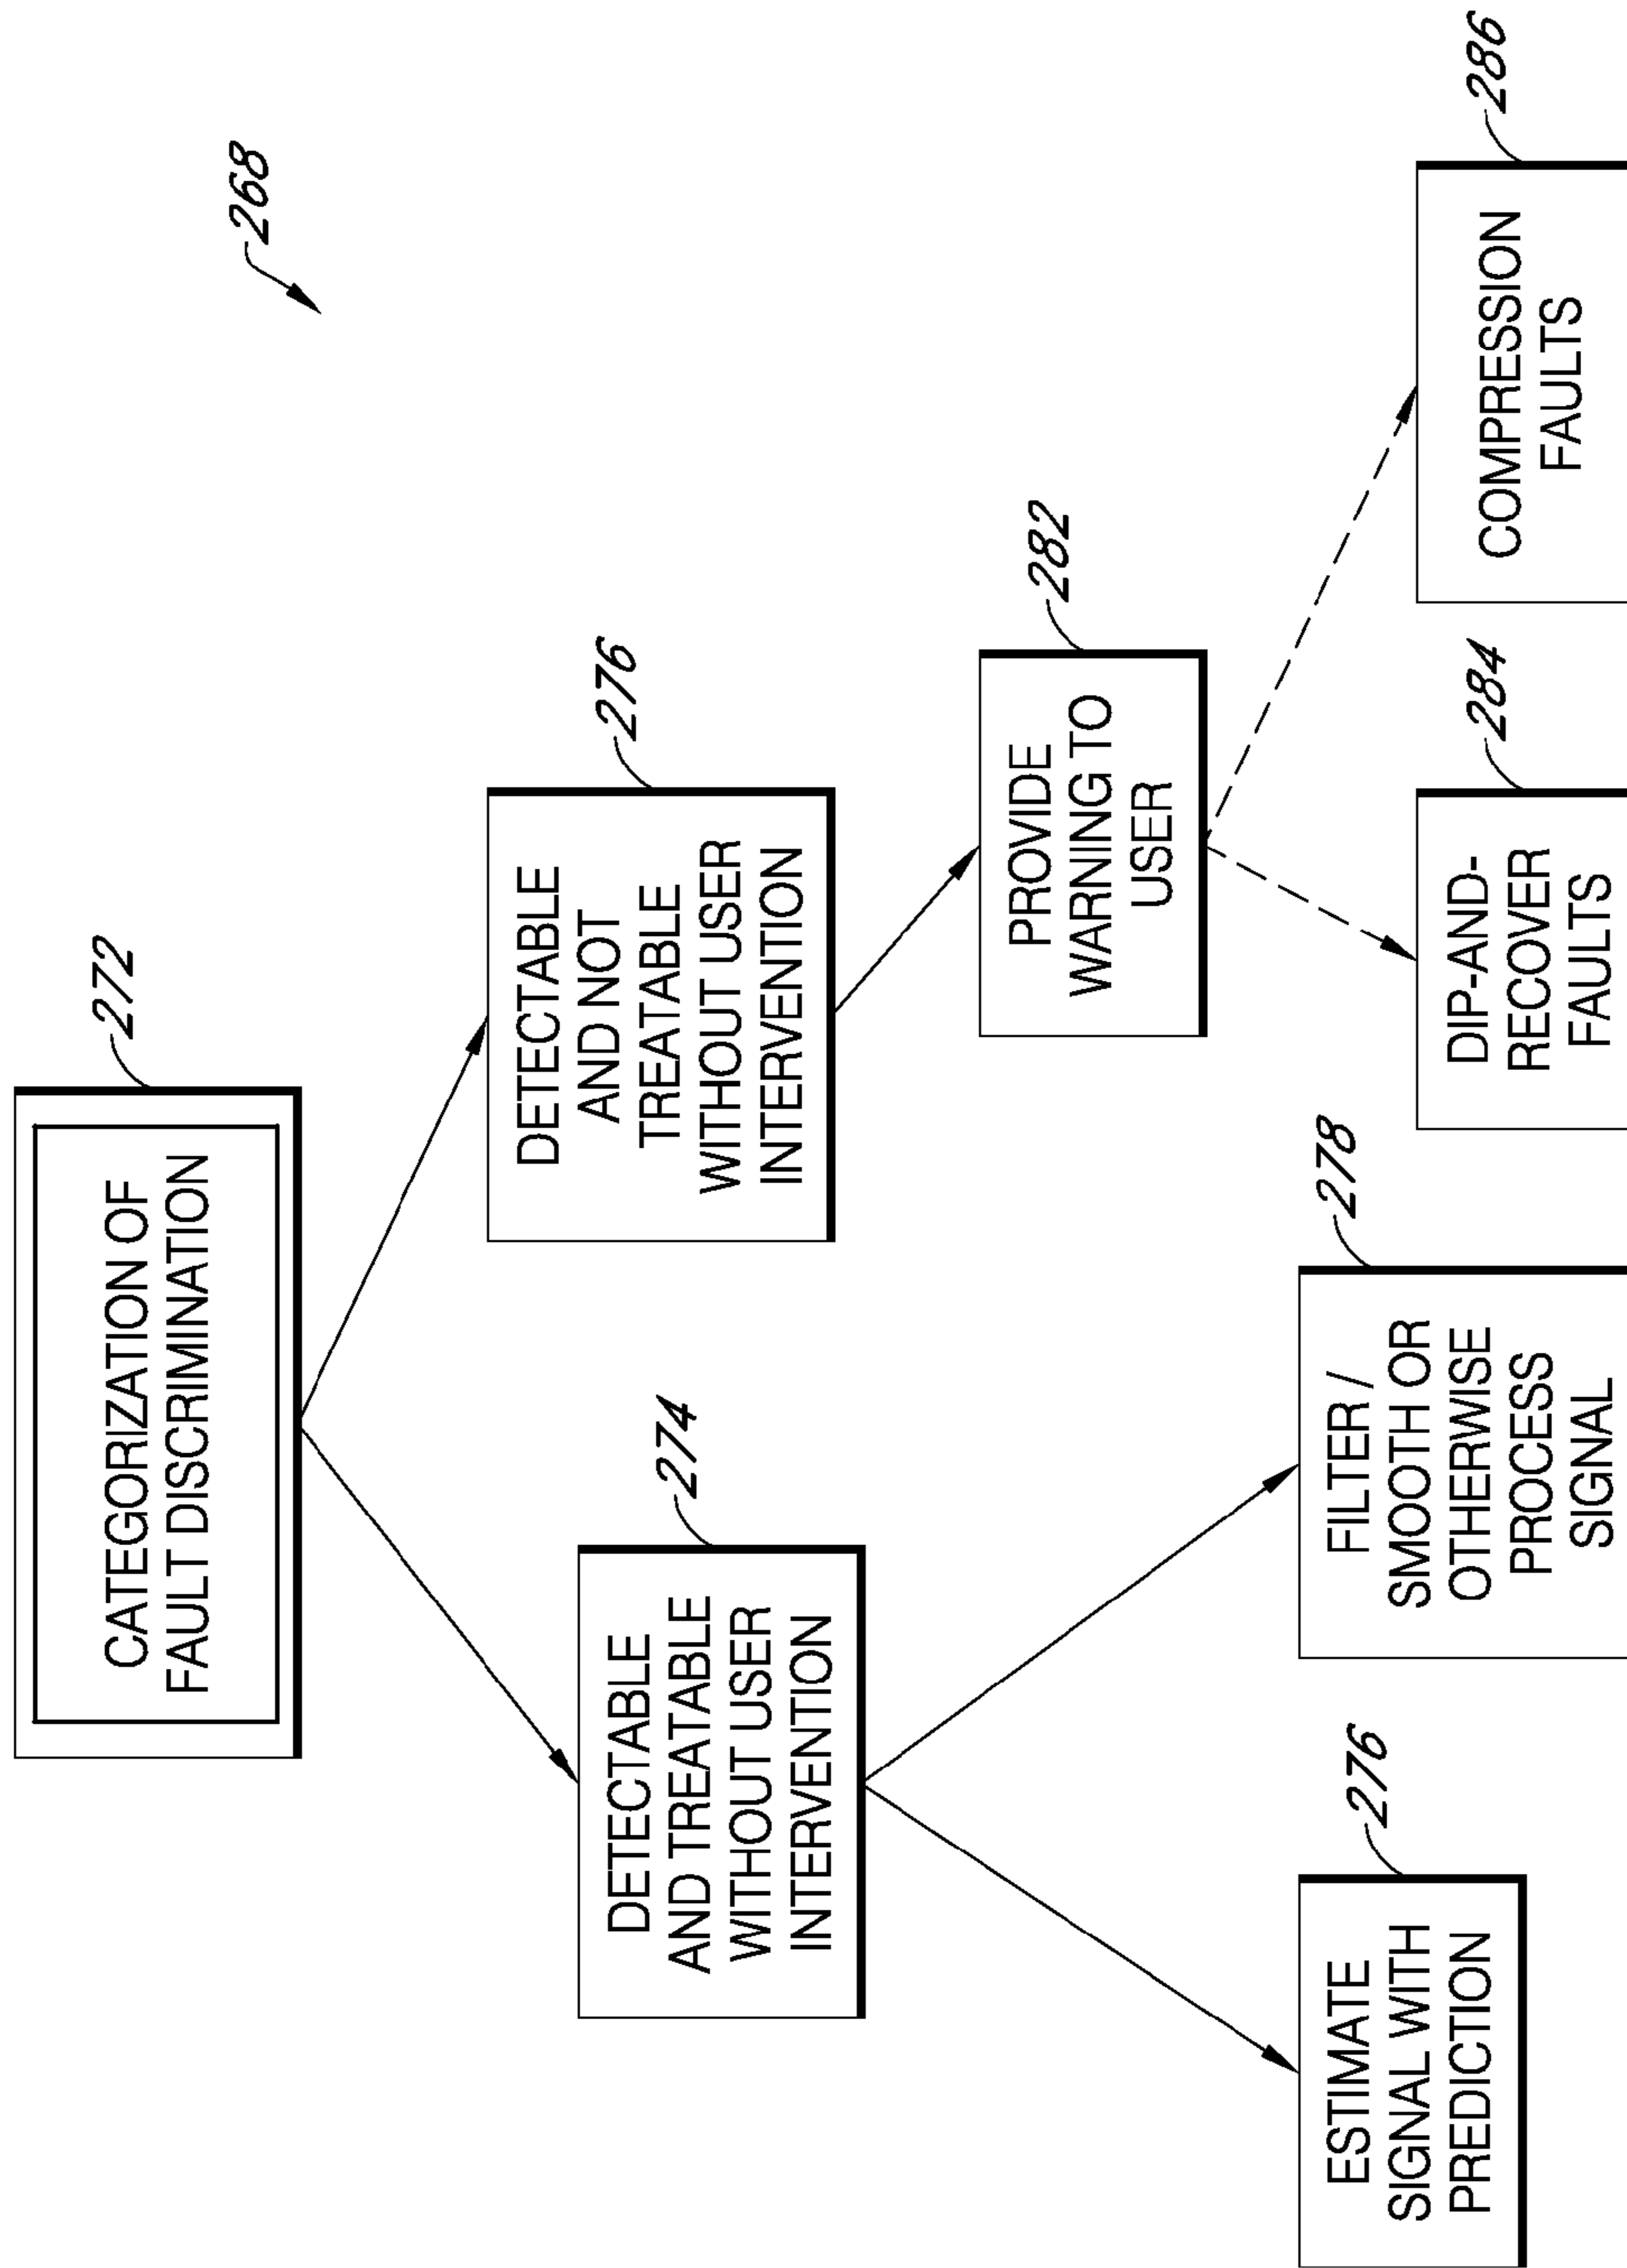 268
272
CATEGORIZATION OF
FAULT DISCRIMINATION
274
DETECTABLE
AND TREATABLE
WITHOUT USER
INTERVENTION
276
DETECTABLE
AND NOT
TREATABLE
WITHOUT USER
INTERVENTION
282
PROVIDE
WARNING TO
USER
276
ESTIMATE
SIGNAL WITH
PREDICTION
278
FILTER /
SMOOTH OR
OTHERWISE
PROCESS
SIGNAL
284
DIP-AND-
RECOVER
FAULTS
286
COMPRESSION
FAULTS